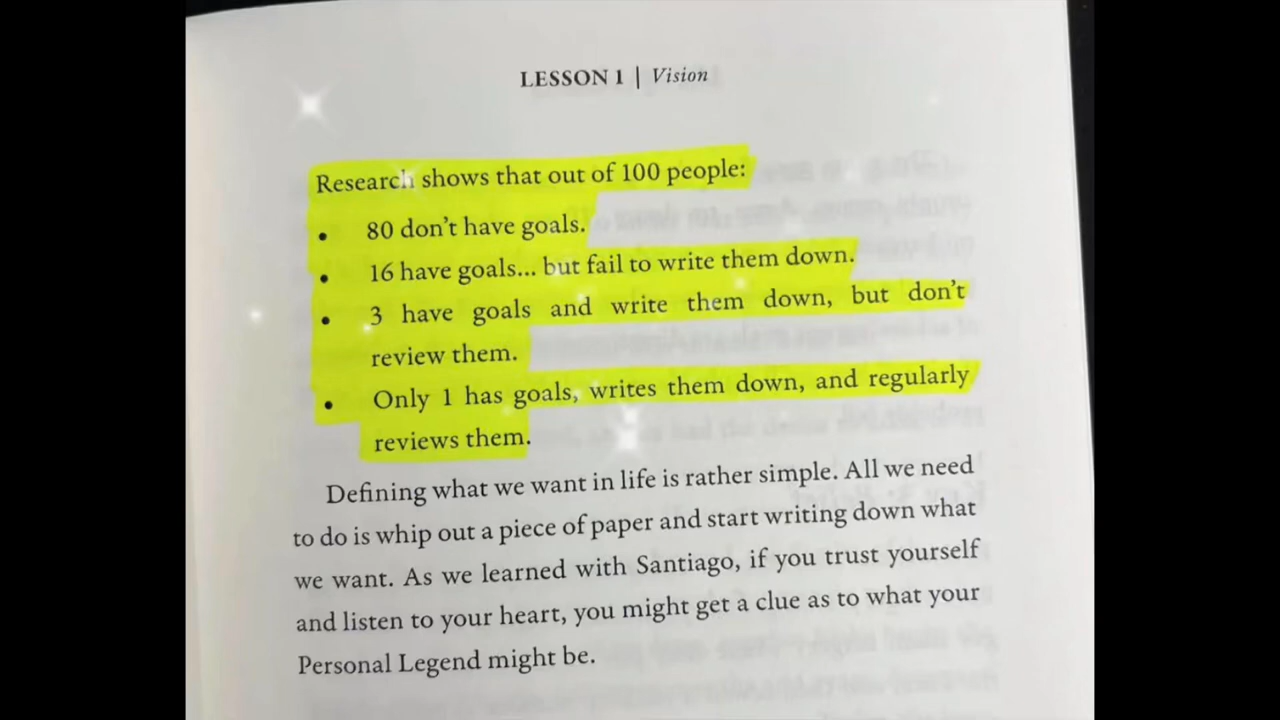 LESSON 1 | Vision
Research shows that out of 100 people:
• 80 don't have goals.
• 16 have goals... but fail to write them down.
• 3 have goals and write them down, but don't
review them.
• Only 1 has goals, writes them down, and regularly
reviews them.
Defining what we want in life is rather simple. All we need
to do is whip out a piece of paper and start writing down what
we want. As we learned with Santiago, if you trust yourself
and listen to your heart, you might get a clue as to what your
Personal Legend might be.